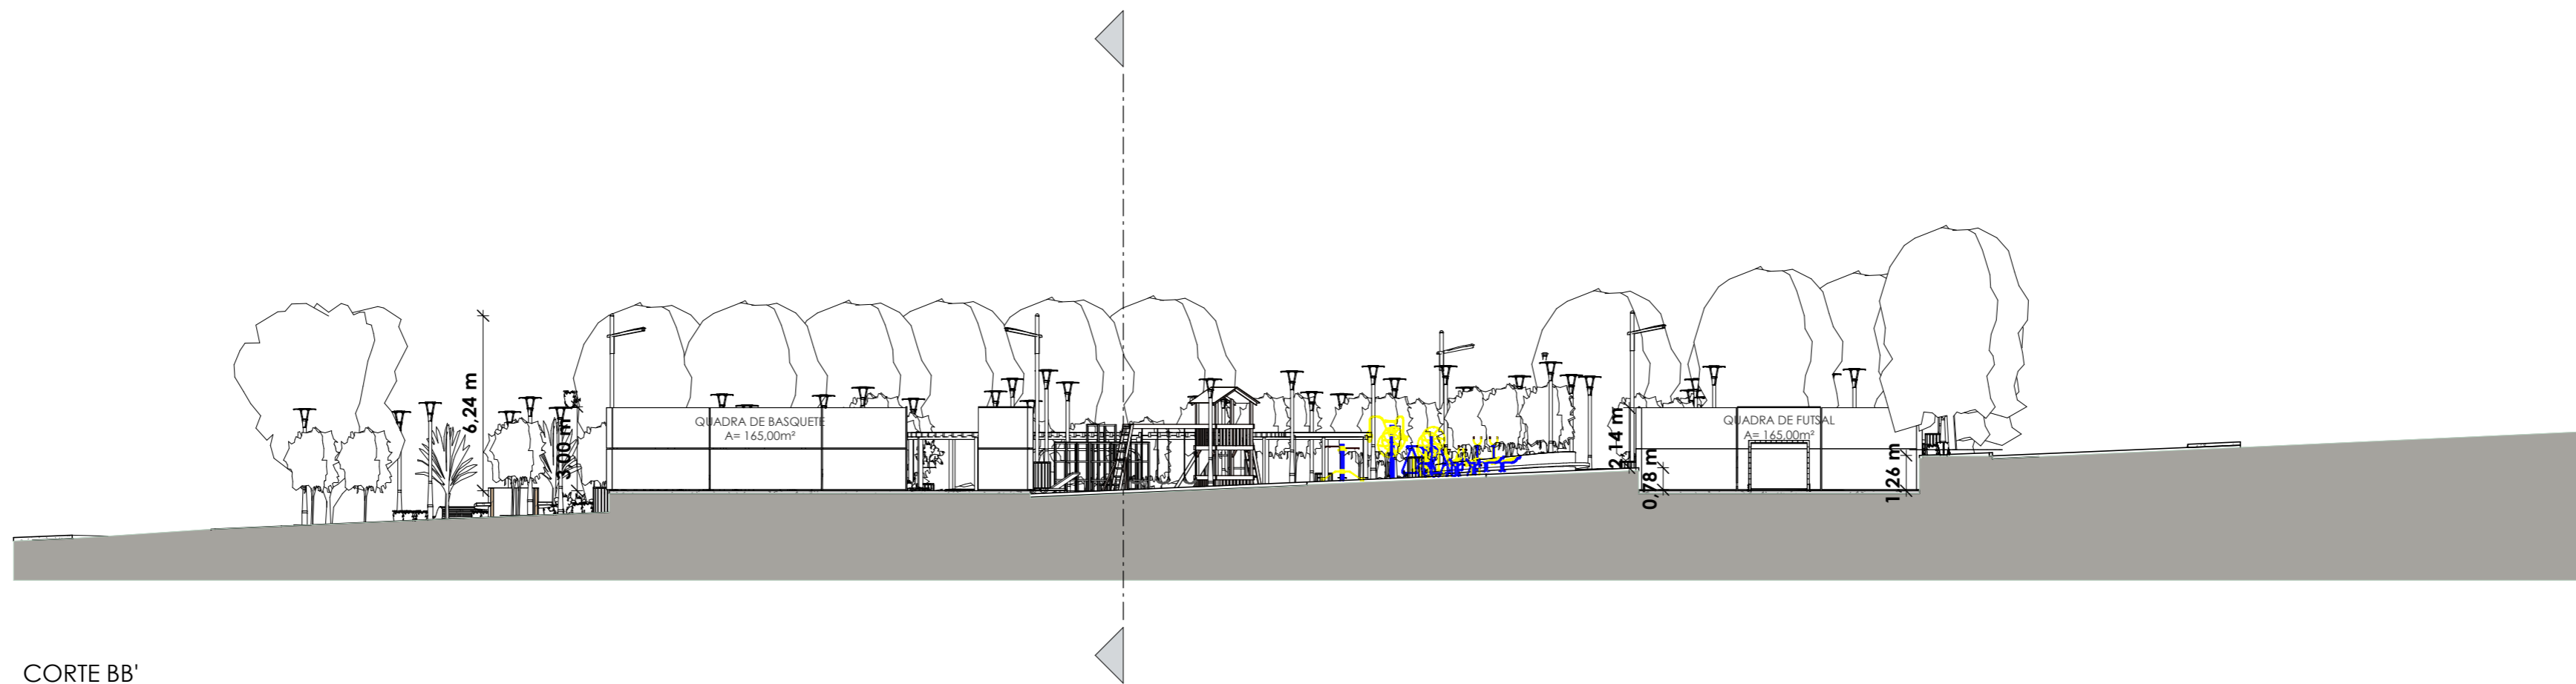 6,24 m
3,00 m
QUADRA DE BASQUETE
A= 165,00m²
2,14 m
0,78 m
QUADRA DE FUTSAL
A= 165,00m²
1,26 m
CORTE BB'